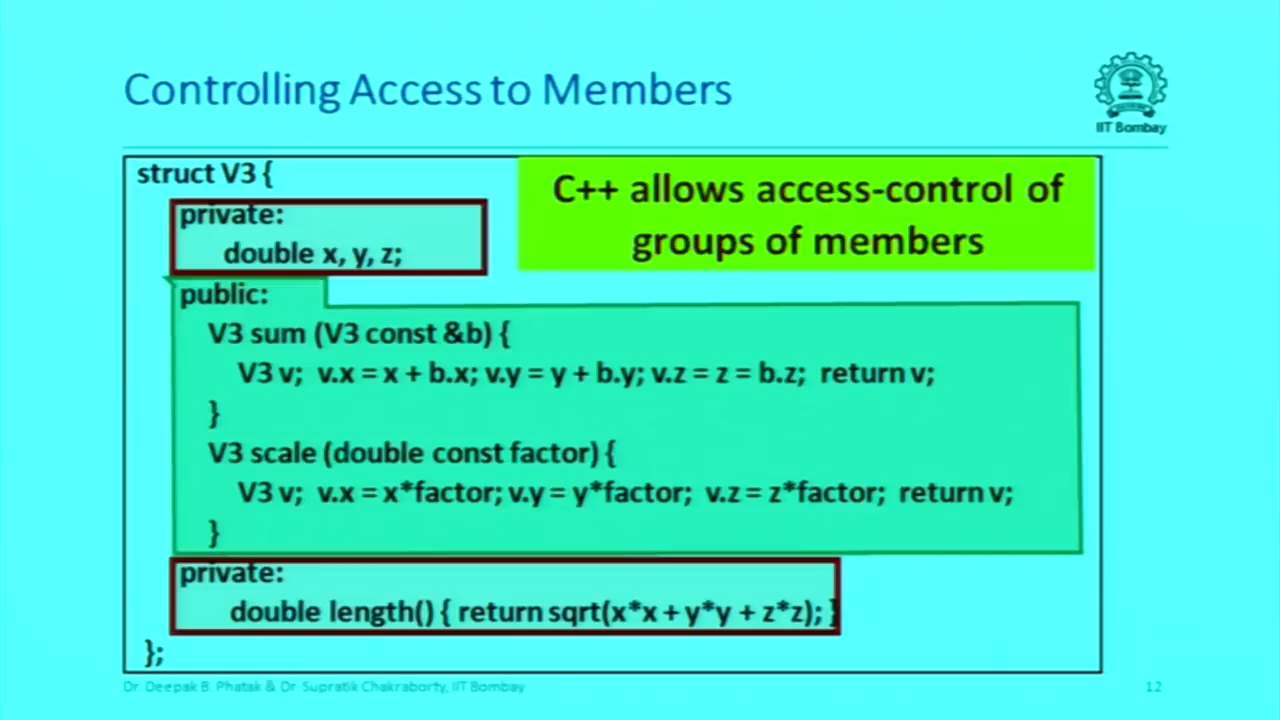 Controlling Access to Members
IIT Bombay
struct V3 {
C++ allows access-control of
groups of members
private:
double x, y, z;
public:
V3 sum (V3 const &b) {
V3 v; v.x = x + b.x; v.y = y + b.y; v.z = z = b.z; return v;
}
V3 scale (double const factor) {
V3 v; v.x = x*factor; v.y = y*factor; v.z = z*factor; return v;
}
private:
double length() { return sqrt(x*x + y*y + z*z); }
};
Dr. Deepak B. Phatak & Dr. Supratik Chakraborty, IIT Bombay
12